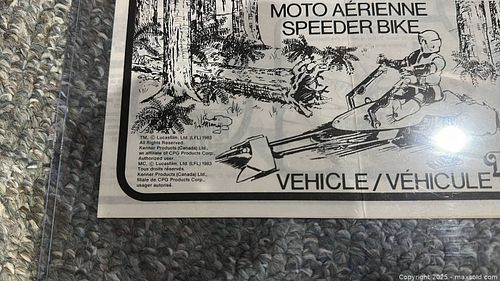 MOTO AÉRIENNE
SPEEDER BIKE
TM, © Lucasfilm, Ltd. (LFL) 1983
All Rights Reserved.
Kenner Products (Canada) Ltd.,
an affiliate of CPG Products Corp.
Authorized user.
MC, © Lucasfilm, Ltd. (LFL) 1983
Tous droits réservés.
Kenner Products (Canada) Ltd.,
filiale de CPG Products Corp.,
usager autorisé.
VEHICLE / VÉHICULE
Copyright 2025 - maxsold.com